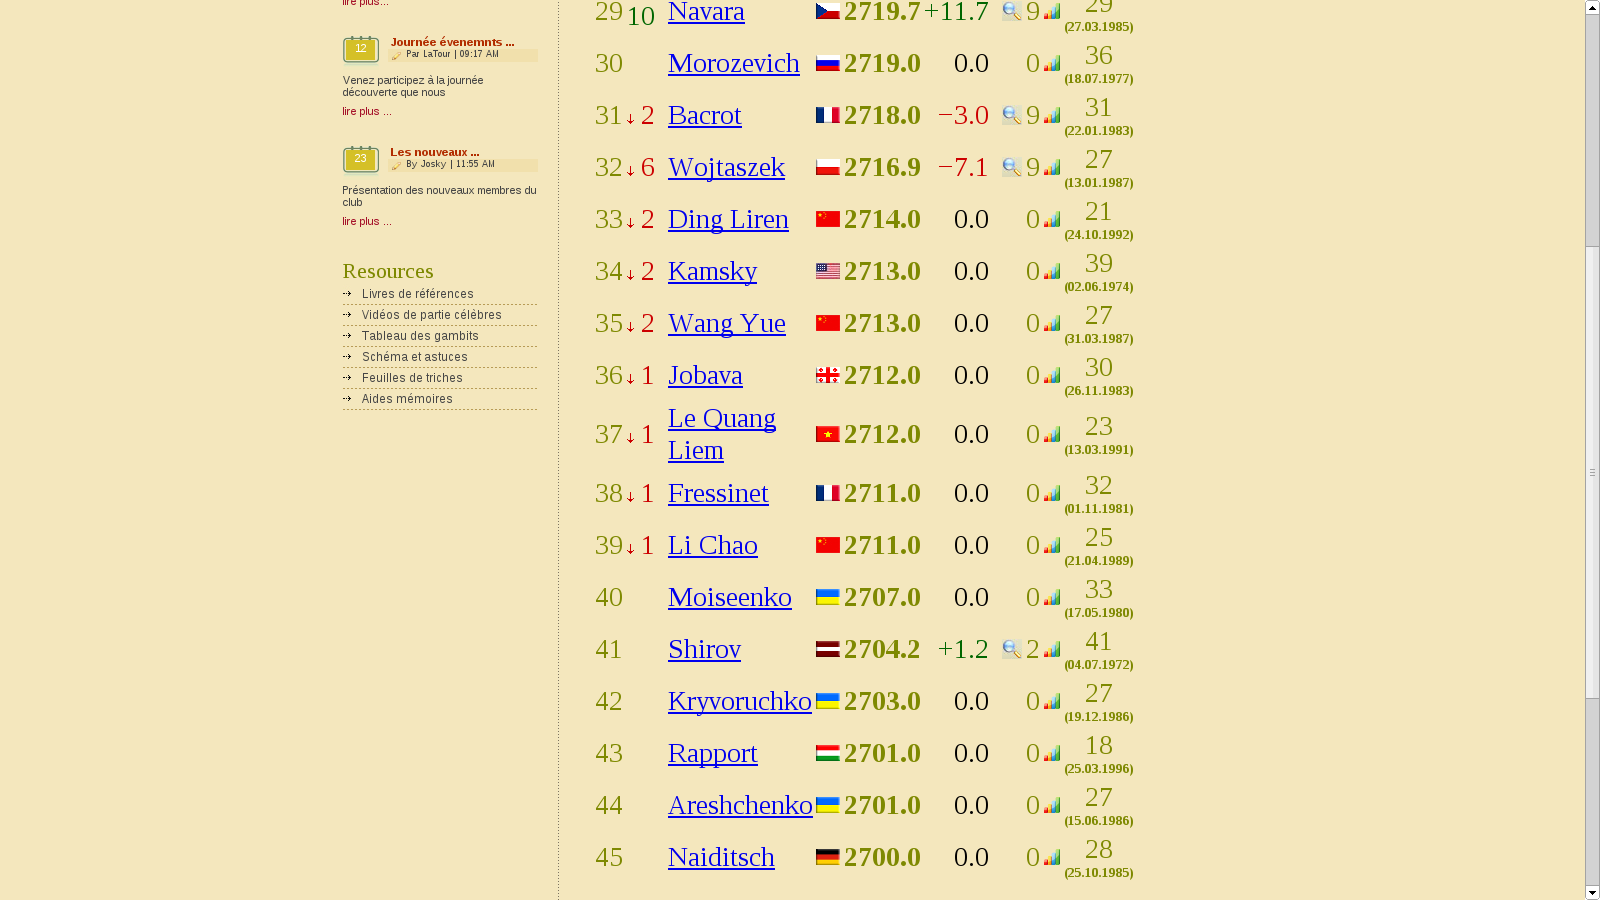 lire plus...
12
Journée évenemnts ...
Par LaTour | 09:17 AM
Venez participez à la journée
découverte que nous
lire plus ...
23
Les nouveaux ...
By Josky | 11:55 AM
Présentation des nouveaux membres du
club
lire plus ...
Resources
Livres de références
Vidéos de partie célèbres
Tableau des gambits
Schéma et astuces
Feuilles de triches
Aides mémoires
29 10 Navara 2719.7 +11.7 9 29
(27.03.1985)
30 Morozevich 2719.0 0.0 0 36
(18.07.1977)
31 ↓ 2 Bacrot 2718.0 −3.0 9 31
(22.01.1983)
32 ↓ 6 Wojtaszek 2716.9 −7.1 9 27
(13.01.1987)
33 ↓ 2 Ding Liren 2714.0 0.0 0 21
(24.10.1992)
34 ↓ 2 Kamsky 2713.0 0.0 0 39
(02.06.1974)
35 ↓ 2 Wang Yue 2713.0 0.0 0 27
(31.03.1987)
36 ↓ 1 Jobava 2712.0 0.0 0 30
(26.11.1983)
37 ↓ 1 Le Quang
Liem 2712.0 0.0 0 23
(13.03.1991)
38 ↓ 1 Fressinet 2711.0 0.0 0 32
(01.11.1981)
39 ↓ 1 Li Chao 2711.0 0.0 0 25
(21.04.1989)
40 Moiseenko 2707.0 0.0 0 33
(17.05.1980)
41 Shirov 2704.2 +1.2 2 41
(04.07.1972)
42 Kryvoruchko 2703.0 0.0 0 27
(19.12.1986)
43 Rapport 2701.0 0.0 0 18
(25.03.1996)
44 Areshchenko 2701.0 0.0 0 27
(15.06.1986)
45 Naiditsch 2700.0 0.0 0 28
(25.10.1985)